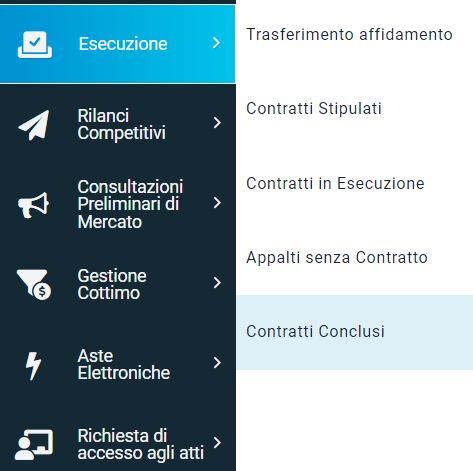 Esecuzione
Rilanci
Competitivi
Consultazioni
Preliminari di
Mercato
Gestione
Cottimo
Aste
Elettroniche
Richiesta di
accesso agli atti
Trasferimento affidamento
Contratti Stipulati
Contratti in Esecuzione
Appalti senza Contratto
Contratti Conclusi